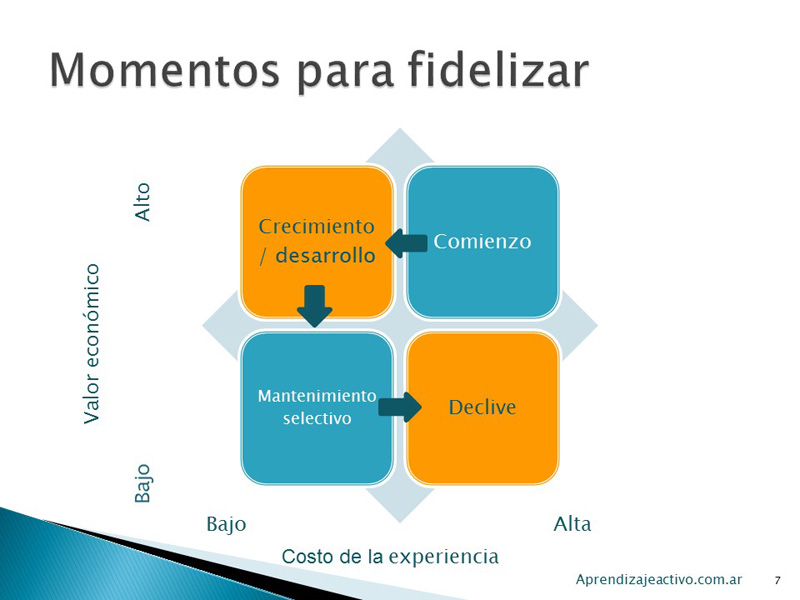 Momentos para fidelizar
Alto
Valor económico
Bajo
Crecimiento
/ desarrollo
Comienzo
Mantenimiento
selectivo
Declive
Bajo
Alta
Costo de la experiencia
Aprendizajeactivo.com.ar
7